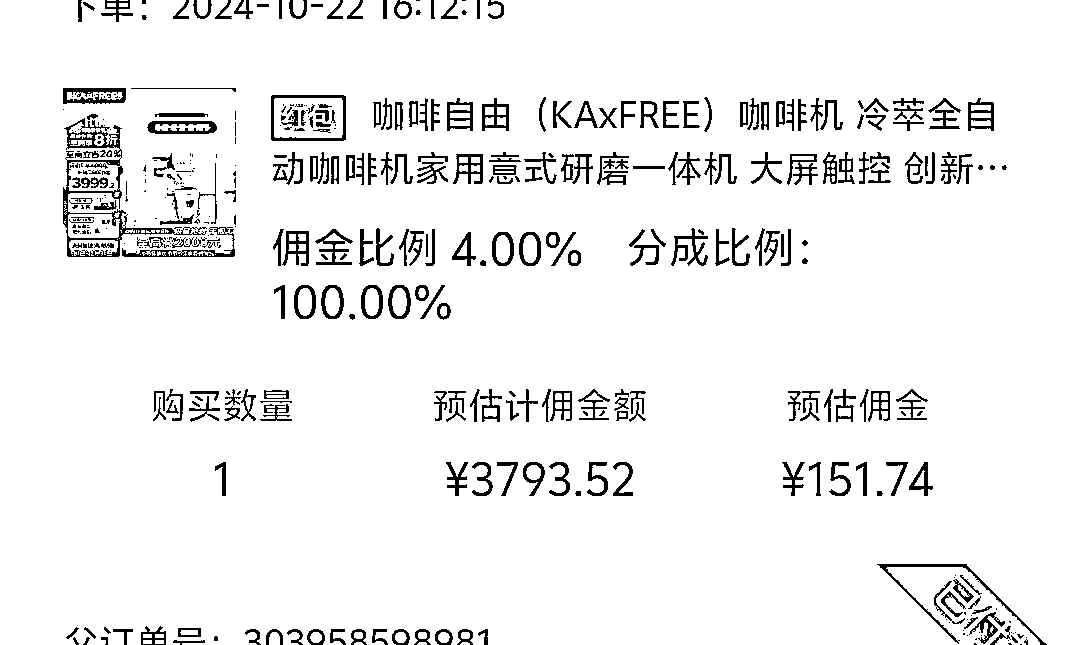 下单：2024-10-22 16:12:15
KAxFREE
3999
红包 咖啡自由（KAxFREE）咖啡机 冷萃全自
动咖啡机家用意式研磨一体机 大屏触控 创新…
佣金比例 4.00% 分成比例：
100.00%
购买数量 预估计佣金额 预估佣金
1 ¥3793.52 ¥151.74
已付
父订单号：303958598981